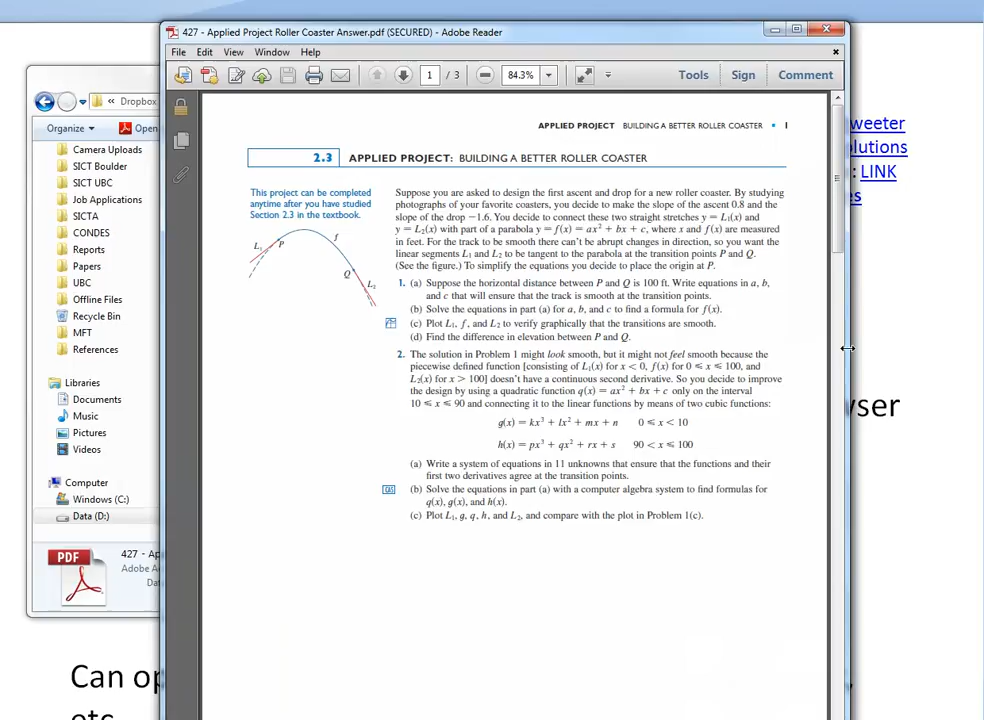 427 - Applied Project Roller Coaster Answer.pdf (SECURED) - Adobe Reader
File Edit View Window Help
1 / 3 84.3% Tools Sign Comment
« Dropbox
Organize Open
Camera Uploads
SICT Boulder
SICT UBC
Job Applications
SICTA
CONDES
Reports
Papers
UBC
Offline Files
Recycle Bin
MFT
References
Libraries
Documents
Music
Pictures
Videos
Computer
Windows (C:)
Data (D:)
PDF
427 - Ap
Adobe A
Dat
APPLIED PROJECT BUILDING A BETTER ROLLER COASTER ▪ 1
2.3 APPLIED PROJECT: BUILDING A BETTER ROLLER COASTER
This project can be completed
anytime after you have studied
Section 2.3 in the textbook.
L₁ P f
Q L₂
Suppose you are asked to design the first ascent and drop for a new roller coaster. By studying
photographs of your favorite coasters, you decide to make the slope of the ascent 0.8 and the
slope of the drop −1.6. You decide to connect these two straight stretches y = L₁(x) and
y = L₂(x) with part of a parabola y = f(x) = ax² + bx + c, where x and f(x) are measured
in feet. For the track to be smooth there can't be abrupt changes in direction, so you want the
linear segments L₁ and L₂ to be tangent to the parabola at the transition points P and Q.
(See the figure.) To simplify the equations you decide to place the origin at P.
1. (a) Suppose the horizontal distance between P and Q is 100 ft. Write equations in a, b,
and c that will ensure that the track is smooth at the transition points.
(b) Solve the equations in part (a) for a, b, and c to find a formula for f(x).
(c) Plot L₁, f, and L₂ to verify graphically that the transitions are smooth.
(d) Find the difference in elevation between P and Q.
2. The solution in Problem 1 might look smooth, but it might not feel smooth because the
piecewise defined function [consisting of L₁(x) for x < 0, f(x) for 0 ≤ x ≤ 100, and
L₂(x) for x > 100] doesn't have a continuous second derivative. So you decide to improve
the design by using a quadratic function q(x) = ax² + bx + c only on the interval
10 ≤ x ≤ 90 and connecting it to the linear functions by means of two cubic functions:
g(x) = kx³ + lx² + mx + n 0 ≤ x < 10
h(x) = px³ + qx² + rx + s 90 < x ≤ 100
(a) Write a system of equations in 11 unknowns that ensure that the functions and their
first two derivatives agree at the transition points.
CAS (b) Solve the equations in part (a) with a computer algebra system to find formulas for
q(x), g(x), and h(x).
(c) Plot L₁, g, q, h, and L₂, and compare with the plot in Problem 1(c).
weeter
olutions
: LINK
es
wser
Can op
etc